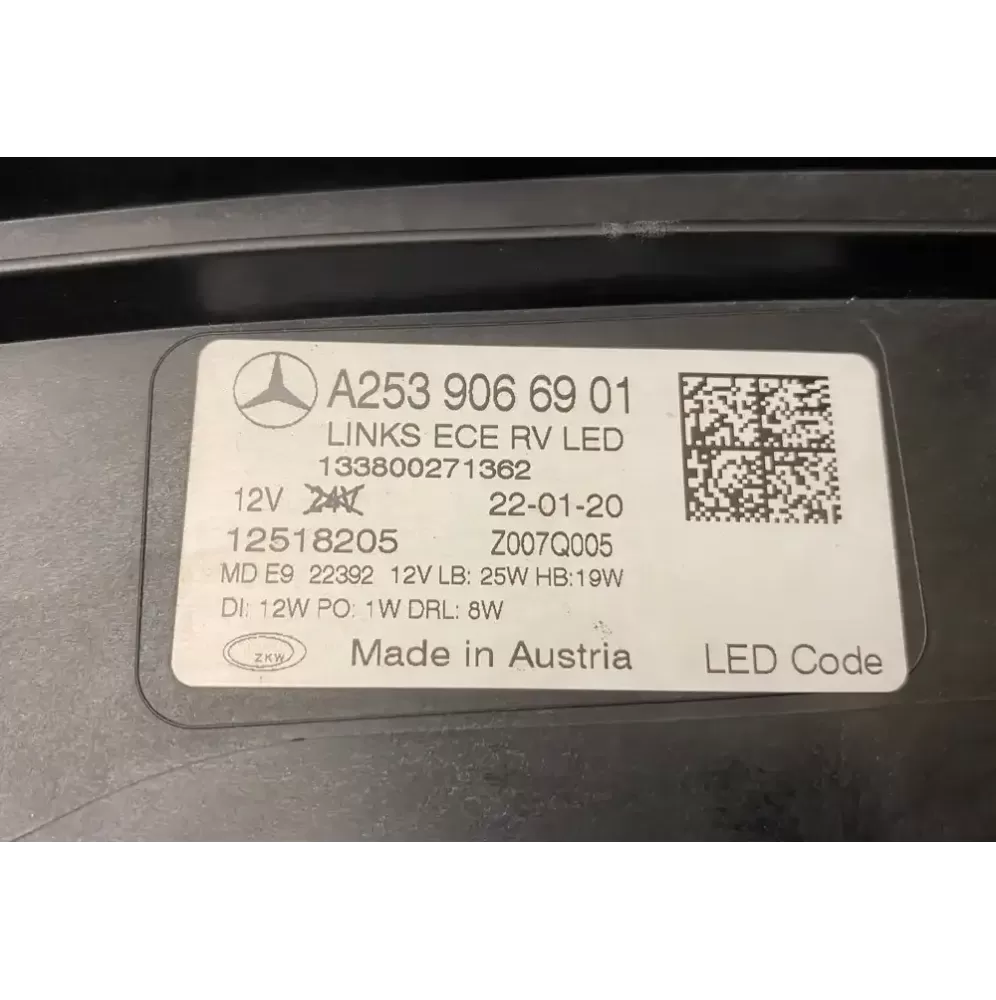 A253 906 69 01
LINKS ECE RV LED
133800271362
12V 24V 22-01-20
12518205 Z007Q005
MD E9 22392 12V LB: 25W HB:19W
DI: 12W PO: 1W DRL: 8W
ZKW Made in Austria LED Code